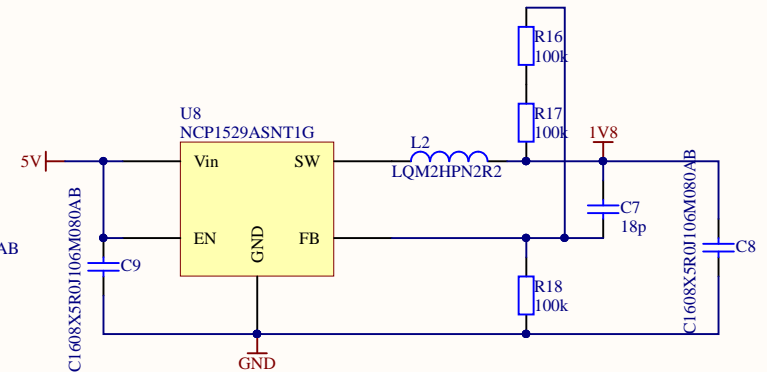 R16
100k
U8
NCP1529ASNT1G
R17
100k
1V8
L2
5V
Vin
SW
LQM2HPN2R2
C7
18p
EN
GND
FB
C9
C1608X5R0J106M080AB
AB
C8
C1608X5R0J106M080AB
R18
100k
GND